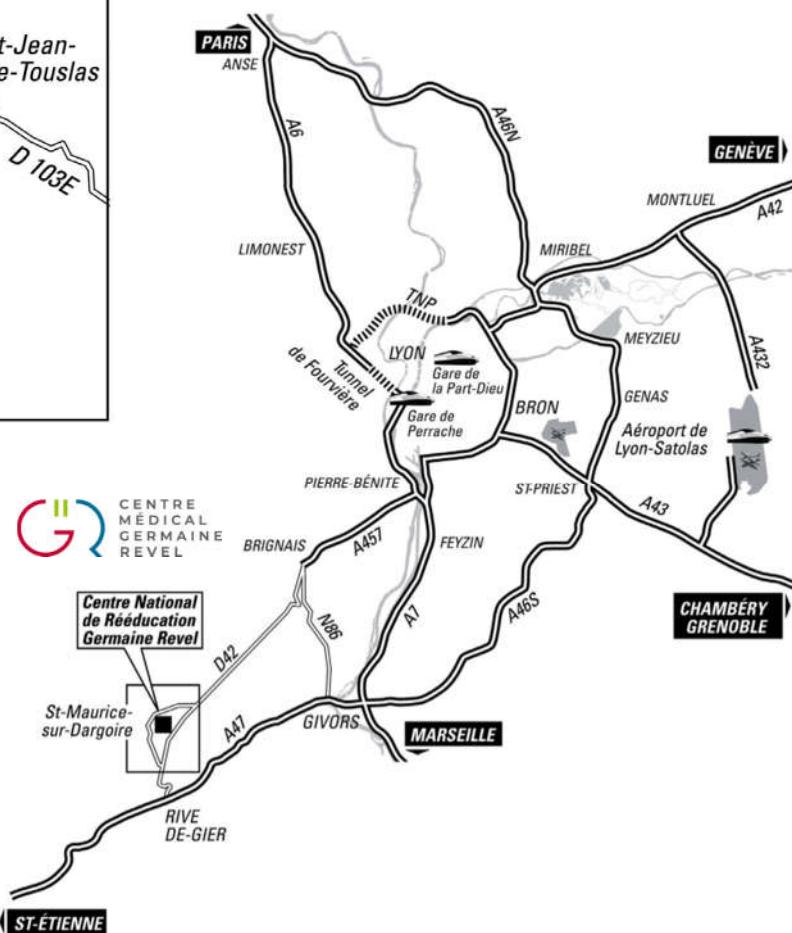 t-Jean-
e-Touslas
D 103E
PARIS
ANSE
A6
A46N
GENÈVE
MONTLUEL
A42
LIMONEST
MIRIBEL
TNP
MEYZIEU
A432
LYON
Tunnel
de Fourvière
Gare de
la Part-Dieu
GENAS
BRON
Gare de
Perrache
Aéroport de
Lyon-Satolas
PIERRE-BÉNITE
ST-PRIEST
A43
CENTRE
MÉDICAL
GERMAINE
REVEL
BRIGNAIS
A457
FEYZIN
Centre National
de Rééducation
Germaine Revel
N86
A7
A46S
CHAMBÉRY
GRENOBLE
D42
St-Maurice-
sur-Dargoire
A47
GIVORS
MARSEILLE
RIVE
DE-GIER
ST-ÉTIENNE